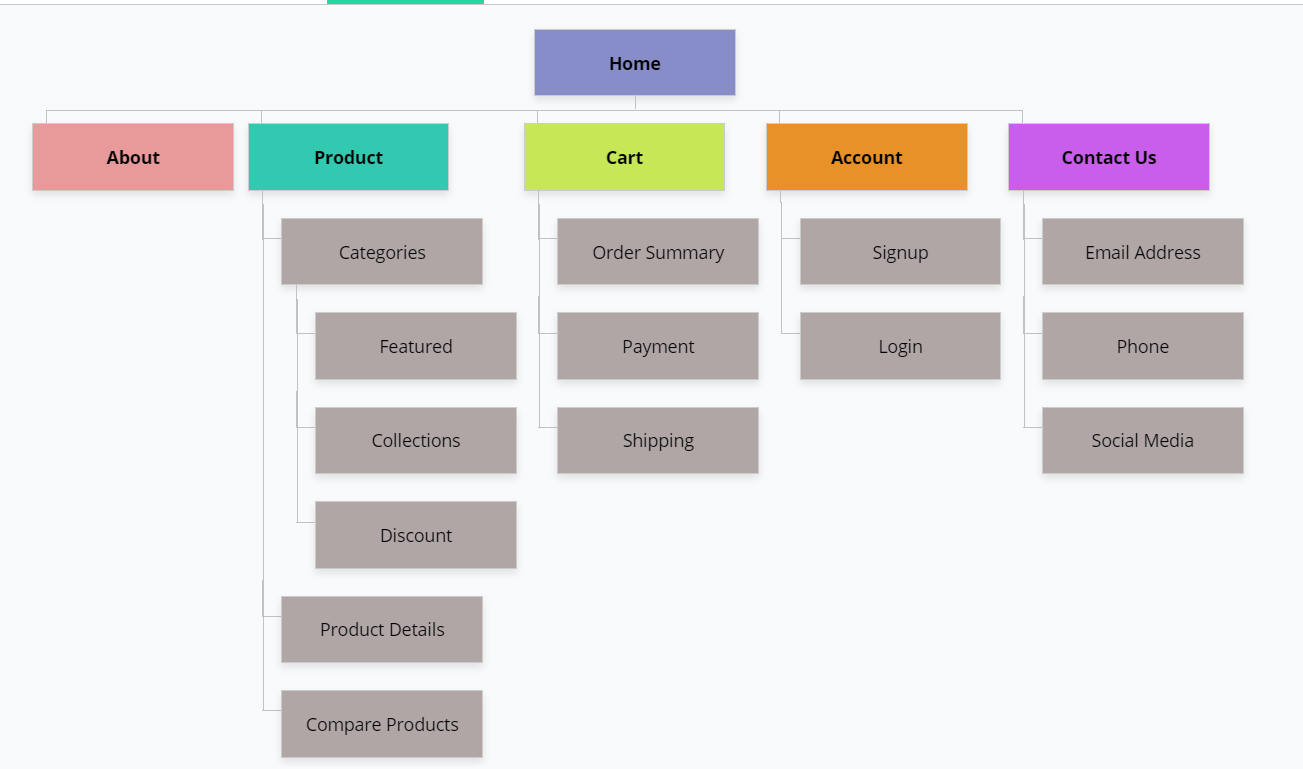 Home
About
Product
Cart
Account
Contact Us
Categories
Order Summary
Signup
Email Address
Featured
Payment
Login
Phone
Collections
Shipping
Social Media
Discount
Product Details
Compare Products